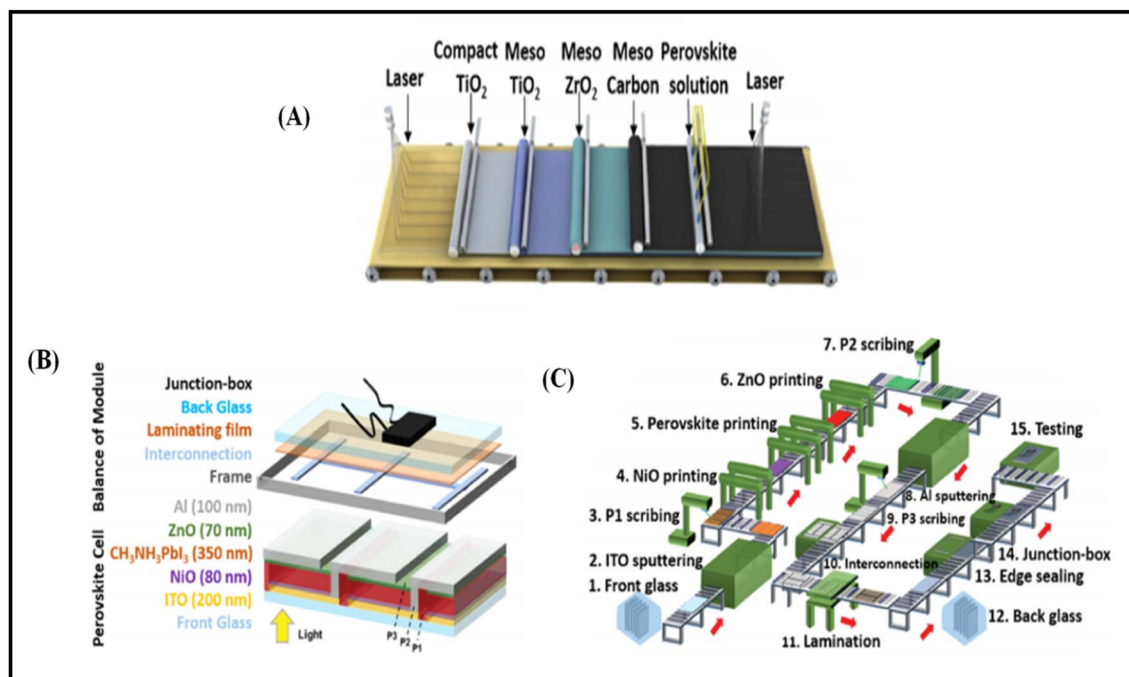 (A)
Laser
Compact
TiO₂
Meso
TiO₂
Meso
ZrO₂
Meso
Carbon
Perovskite
solution
Laser
(B)
Balance of Module
Junction-box
Back Glass
Laminating film
Interconnection
Frame
Perovskite Cell
Al (100 nm)
ZnO (70 nm)
CH₃NH₃PbI₃ (350 nm)
NiO (80 nm)
ITO (200 nm)
Front Glass
Light
P3
P2
P1
(C)
1. Front glass
2. ITO sputtering
3. P1 scribing
4. NiO printing
5. Perovskite printing
6. ZnO printing
7. P2 scribing
8. Al sputtering
9. P3 scribing
10. Interconnection
11. Lamination
12. Back glass
13. Edge sealing
14. Junction-box
15. Testing